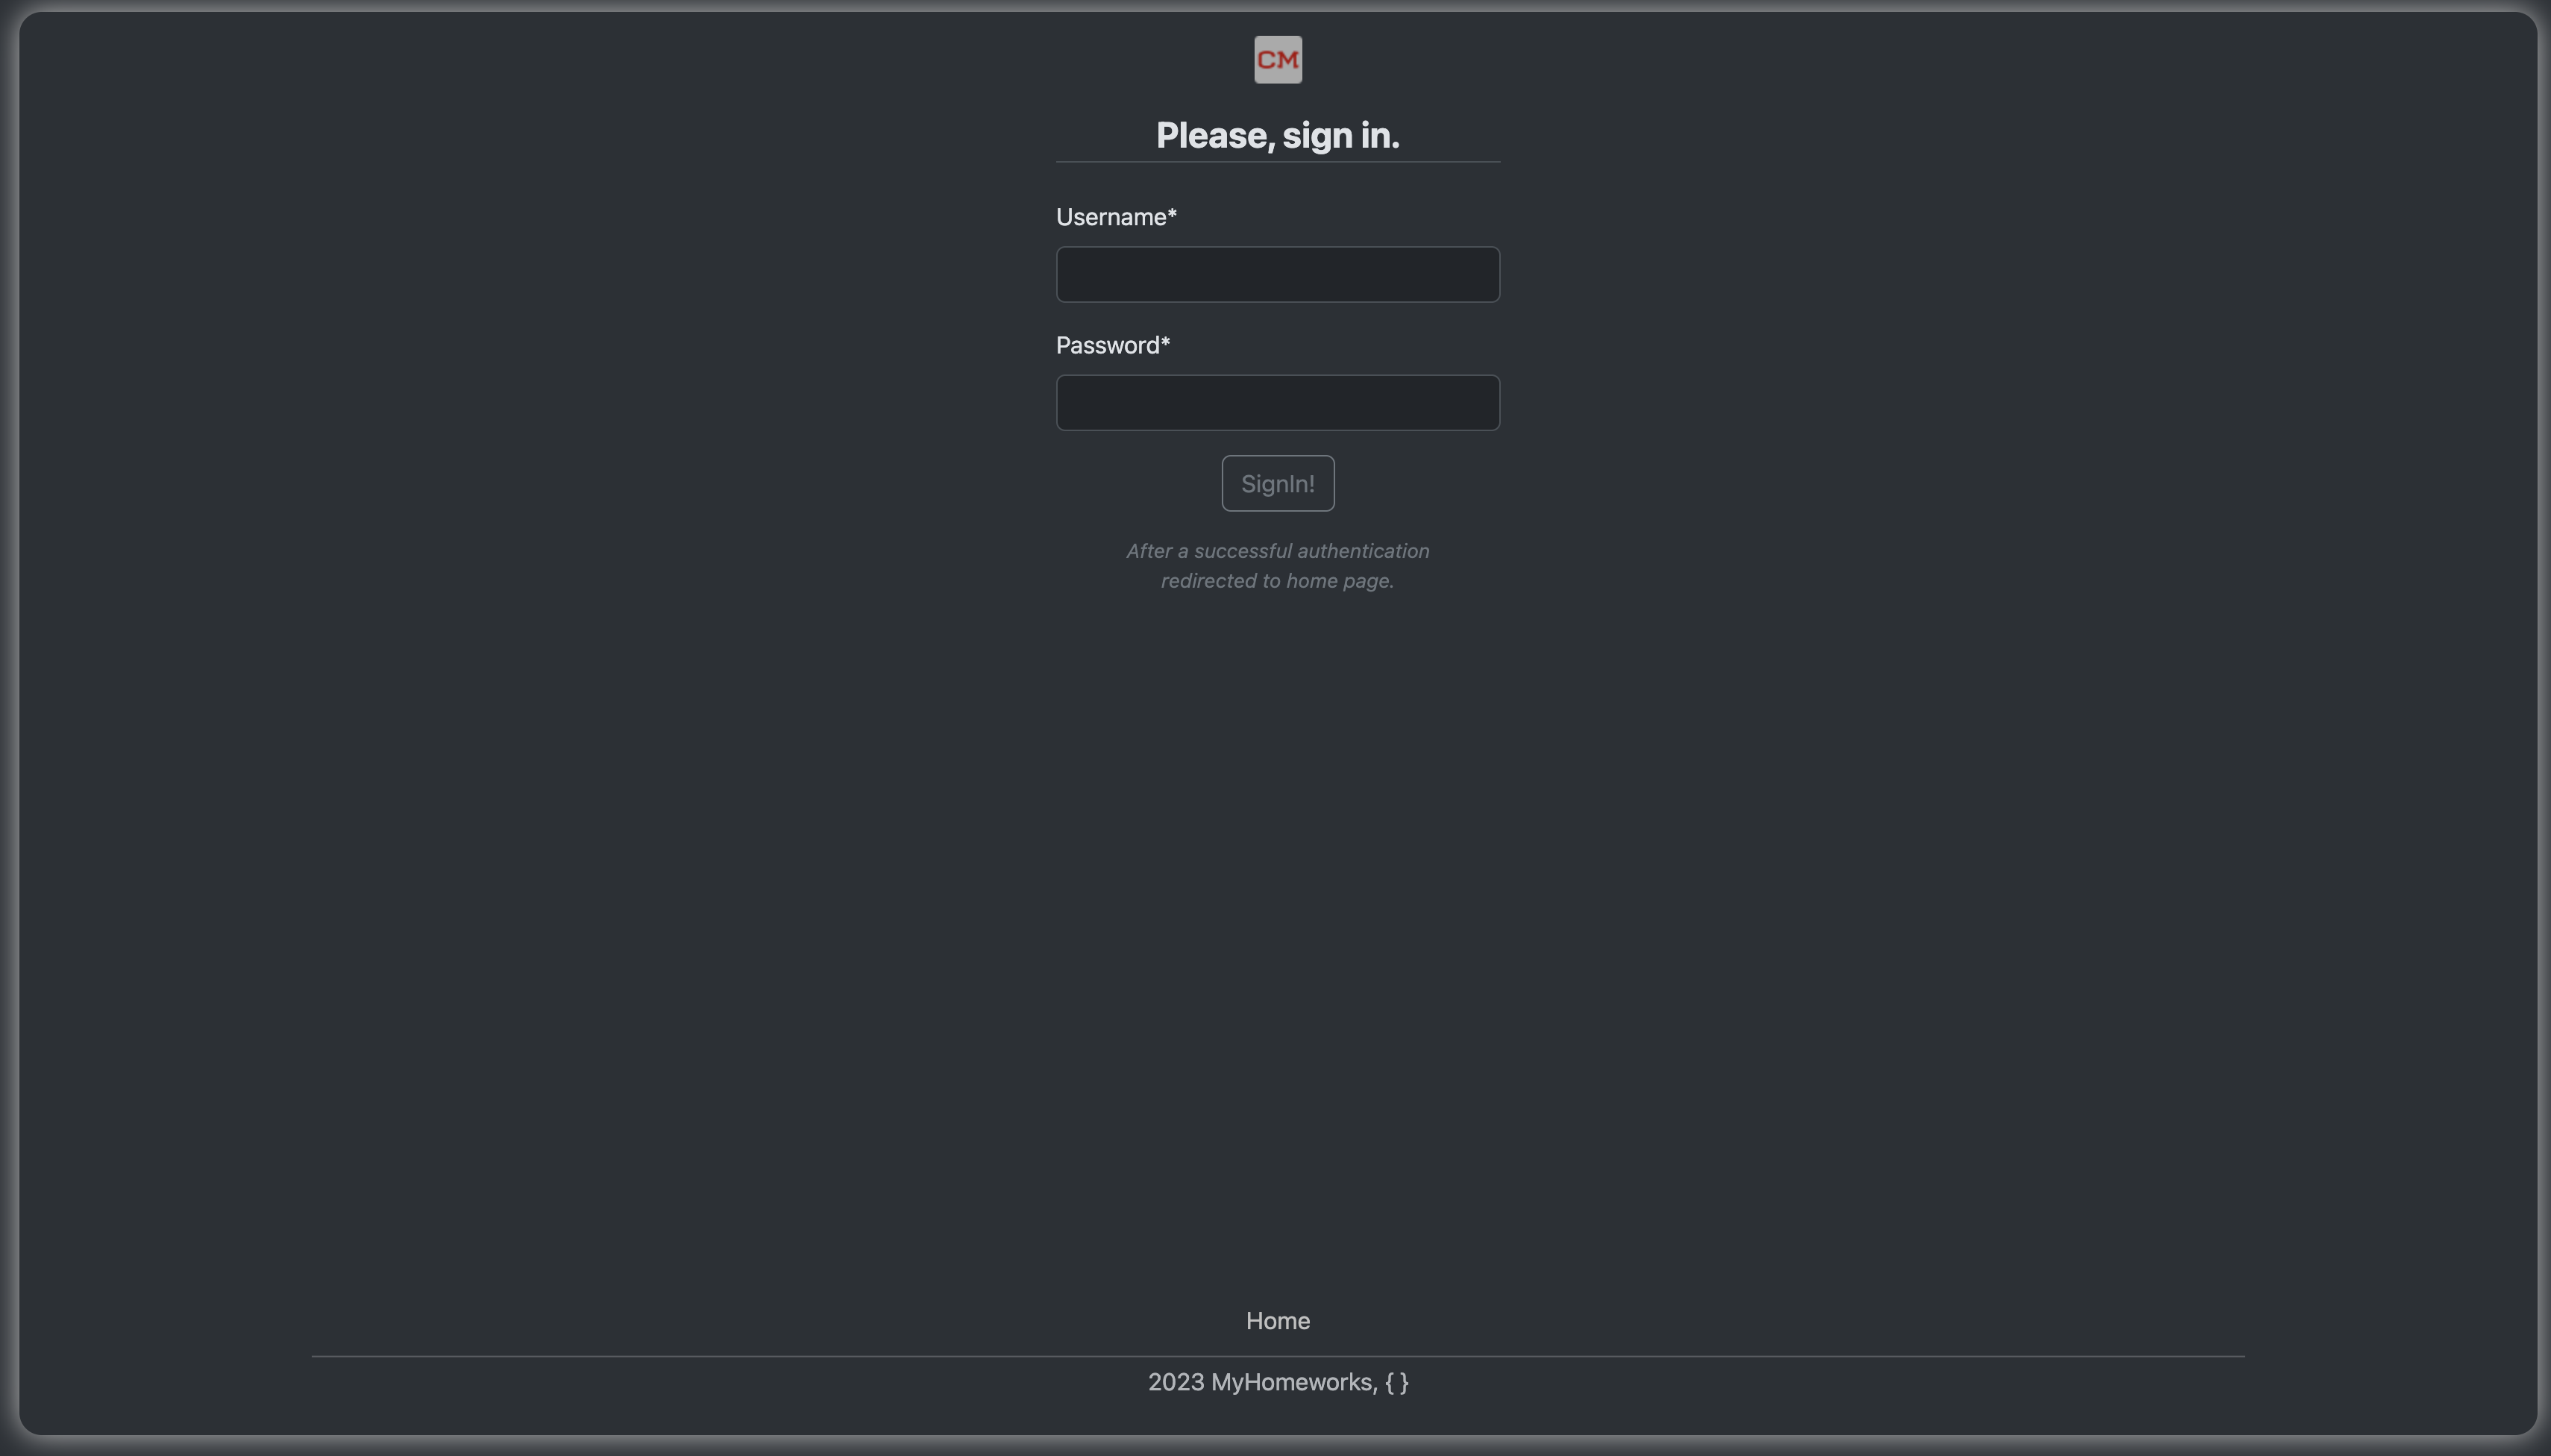 CM
Please, sign in.
Username*
Password*
SignIn!
After a successful authentication
redirected to home page.
Home
2023 MyHomeworks, { }